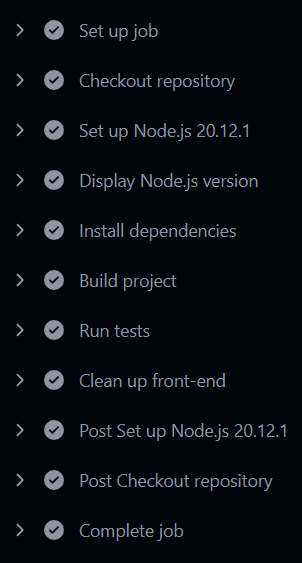 Set up job
Checkout repository
Set up Node.js 20.12.1
Display Node.js version
Install dependencies
Build project
Run tests
Clean up front-end
Post Set up Node.js 20.12.1
Post Checkout repository
Complete job